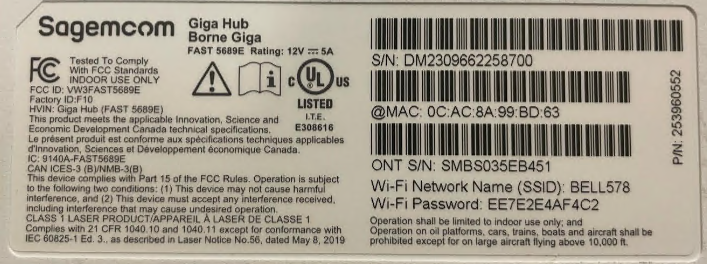 Sagemcom
Giga Hub
Borne Giga
FAST 5689E Rating: 12V ⎓ 5A
FC
Tested To Comply
With FCC Standards
INDOOR USE ONLY
FCC ID: VW3FAST5689E
Factory ID:F10
HVIN: Giga Hub (FAST 5689E)
This product meets the applicable Innovation, Science and
Economic Development Canada technical specifications.
Le présent produit est conforme aux spécifications techniques applicables
d'Innovation, Sciences et Développement économique Canada.
IC: 9140A-FAST5689E
CAN ICES-3 (B)/NMB-3(B)
This device complies with Part 15 of the FCC Rules. Operation is subject
to the following two conditions: (1) This device may not cause harmful
interference, and (2) This device must accept any interference received,
including interference that may cause undesired operation.
CLASS 1 LASER PRODUCT/APPAREIL À LASER DE CLASSE 1
Complies with 21 CFR 1040.10 and 1040.11 except for conformance with
IEC 60825-1 Ed. 3., as described in Laser Notice No.56, dated May 8, 2019
C UL US
LISTED
I.T.E.
E308616
S/N: DM2309662258700
@MAC: 0C:AC:8A:99:BD:63
ONT S/N: SMBS035EB451
Wi-Fi Network Name (SSID): BELL578
Wi-Fi Password: EE7E2E4AF4C2
Operation shall be limited to indoor use only; and
Operation on oil platforms, cars, trains, boats and aircraft shall be
prohibited except for on large aircraft flying above 10,000 ft.
P/N: 253960552